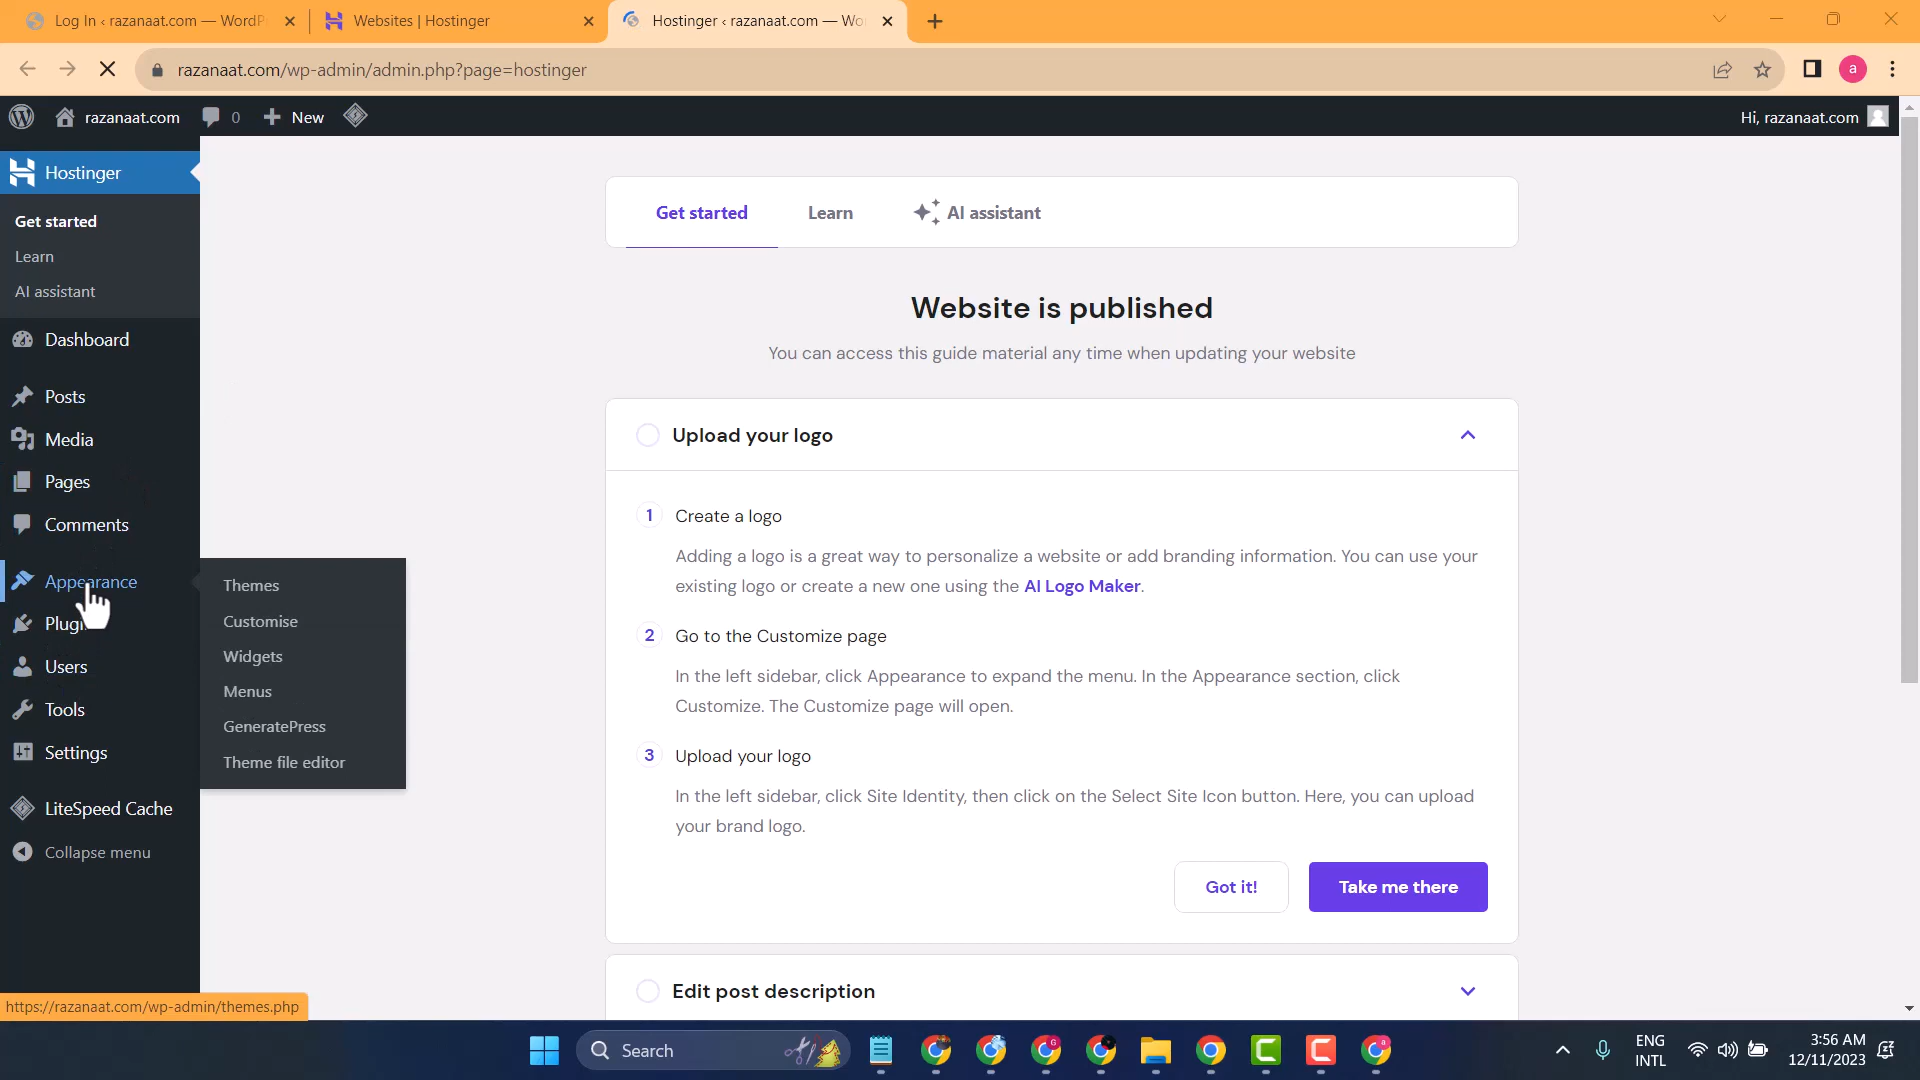 Log In ‹ razanaat.com — WordP
Websites | Hostinger
Hostinger ‹ razanaat.com — Wo
razanaat.com/wp-admin/admin.php?page=hostinger
a
razanaat.com
0
New
Hi, razanaat.com
Hostinger
Get started
Learn
AI assistant
Dashboard
Posts
Media
Pages
Comments
Appearance
Plugi
Users
Tools
Settings
LiteSpeed Cache
Collapse menu
Themes
Customise
Widgets
Menus
GeneratePress
Theme file editor
Get started
Learn
AI assistant
Website is published
You can access this guide material any time when updating your website
Upload your logo
1 Create a logo
Adding a logo is a great way to personalize a website or add branding information. You can use your
existing logo or create a new one using the AI Logo Maker.
2 Go to the Customize page
In the left sidebar, click Appearance to expand the menu. In the Appearance section, click
Customize. The Customize page will open.
3 Upload your logo
In the left sidebar, click Site Identity, then click on the Select Site Icon button. Here, you can upload
your brand logo.
Got it!
Take me there
Edit post description
https://razanaat.com/wp-admin/themes.php
Search
ENG
INTL
3:56 AM
12/11/2023